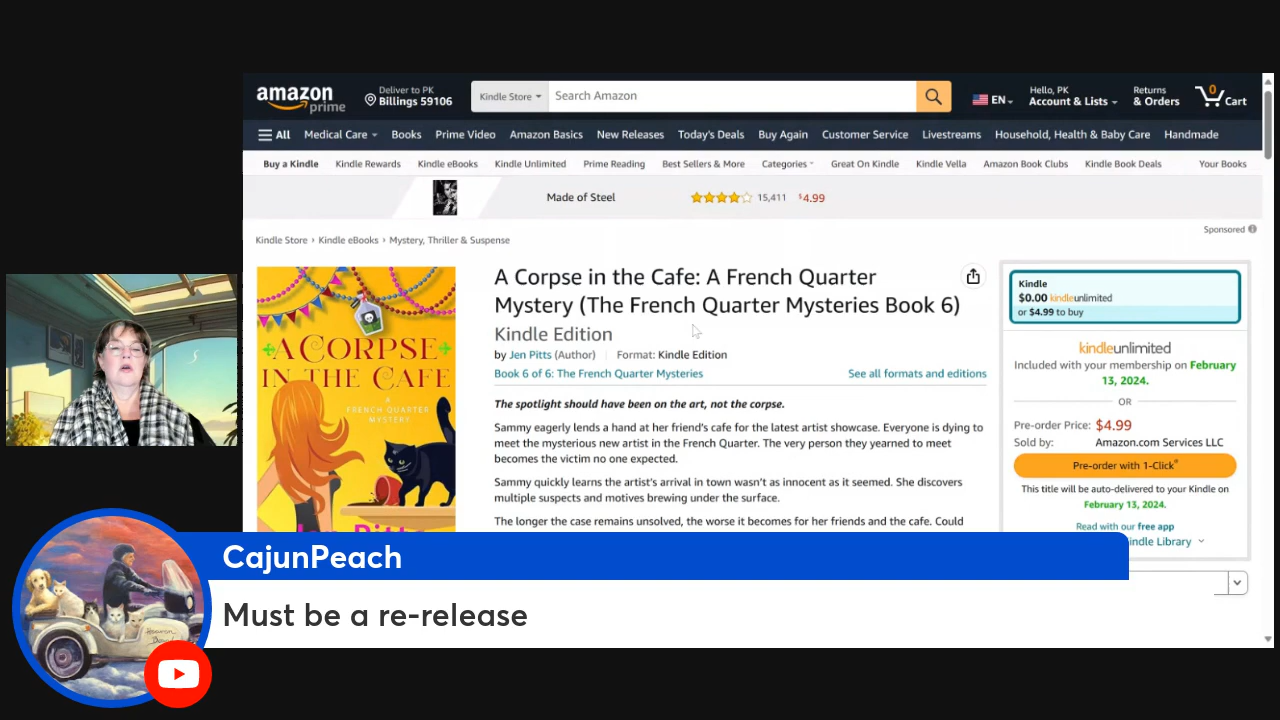 amazon
prime
Deliver to PK
Billings 59106
Kindle Store
Search Amazon
EN
Hello, PK
Account & Lists
Returns
& Orders
0
Cart
All
Medical Care
Books
Prime Video
Amazon Basics
New Releases
Today's Deals
Buy Again
Customer Service
Livestreams
Household, Health & Baby Care
Handmade
Buy a Kindle
Kindle Rewards
Kindle eBooks
Kindle Unlimited
Prime Reading
Best Sellers & More
Categories
Great On Kindle
Kindle Vella
Amazon Book Clubs
Kindle Book Deals
Your Books
Made of Steel
15,411
$4.99
Sponsored
Kindle Store › Kindle eBooks › Mystery, Thriller & Suspense
A CORPSE
IN THE CAFE
A
FRENCH QUARTER
MYSTERY
A Corpse in the Cafe: A French Quarter
Mystery (The French Quarter Mysteries Book 6)
Kindle Edition
by Jen Pitts (Author)
Format: Kindle Edition
Book 6 of 6: The French Quarter Mysteries
See all formats and editions
The spotlight should have been on the art, not the corpse.
Sammy eagerly lends a hand at her friend's cafe for the latest artist showcase. Everyone is dying to
meet the mysterious new artist in the French Quarter. The very person they yearned to meet
becomes the victim no one expected.
Sammy quickly learns the artist's arrival in town wasn't as innocent as it seemed. She discovers
multiple suspects and motives brewing under the surface.
The longer the case remains unsolved, the worse it becomes for her friends and the cafe. Could
Kindle
$0.00 kindleunlimited
or $4.99 to buy
kindleunlimited
Included with your membership on February
13, 2024.
OR
Pre-order Price: $4.99
Sold by: Amazon.com Services LLC
Pre-order with 1-Click®
This title will be auto-delivered to your Kindle on
February 13, 2024.
Read with our free app
indle Library
CajunPeach
Must be a re-release